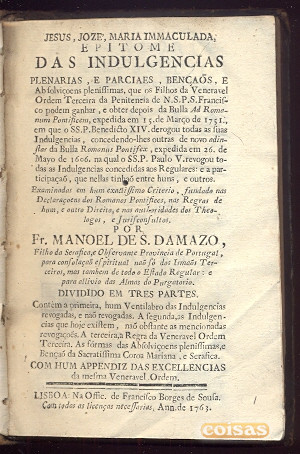 JESUS, JOZE', MARIA IMMACULADA,
EPITOME
DAS INDULGENCIAS
PLENARIAS, E PARCIAES, BENÇAÕS, E
Absolviçoens plenissimas, que os Filhos da Veneravel
Ordem Terceira da Penitencia de N.S.P.S. Francis-
co podem ganhar, e obter depois da Bulla Ad Roma-
num Pontificem, expedida em 15. de Março de 1751.
em que o SS.P. Benedicto XIV. derogou todas as suas
Indulgencias, concedendo-lhes outras de novo adin-
star da Bulla Romanus Pontifex, expedida em 26. de
Mayo de 1606. na qual o SS.P. Paulo V. revogou to-
das as Indulgencias concedidas aos Regulares: e a par-
ticipaçaõ, que nellas tinhaõ entre huns, e outros.
Examinadas em hum exactissimo Criterio, fundado nas
Declaraçoens dos Romanos Pontifices, nas Regras de
hum, e outro Direito, e nas authoridades dos Theo-
logos, e Jurisconsultos.
POR
Fr. MANOEL DE S. DAMAZO,
Filho da Serafica, e Observante Provincia de Portugal,
para consolaçaõ espiritual naõ só dos Irmaõs Ter-
ceiros, mas tambem de todo o Estado Regular: e
para allivio das Almas do Purgatorio.
DIVIDIDO EM TRES PARTES.
Contém a primeira, hum Ventilabro das Indulgencias
revogadas, e naõ revogadas. A segunda, as Indulgen-
cias que hoje existem, naõ obstante as mencionadas
revogaçoẽs. A terceira, a Regra da Veneravel Ordem
Terceira. As fórmas das Absolviçoens plenissimas, e
Bençaõ da Sacratissima Coroa Mariana, e Serafica.
COM HUM APPENDIZ DAS EXCELLENCIAS
da mesma Veneravel Ordem.
LISBOA: Na Offic. de Francisco Borges de Sousa.
Com todas as licenças necessarias, Ann. de 1763.
coisas